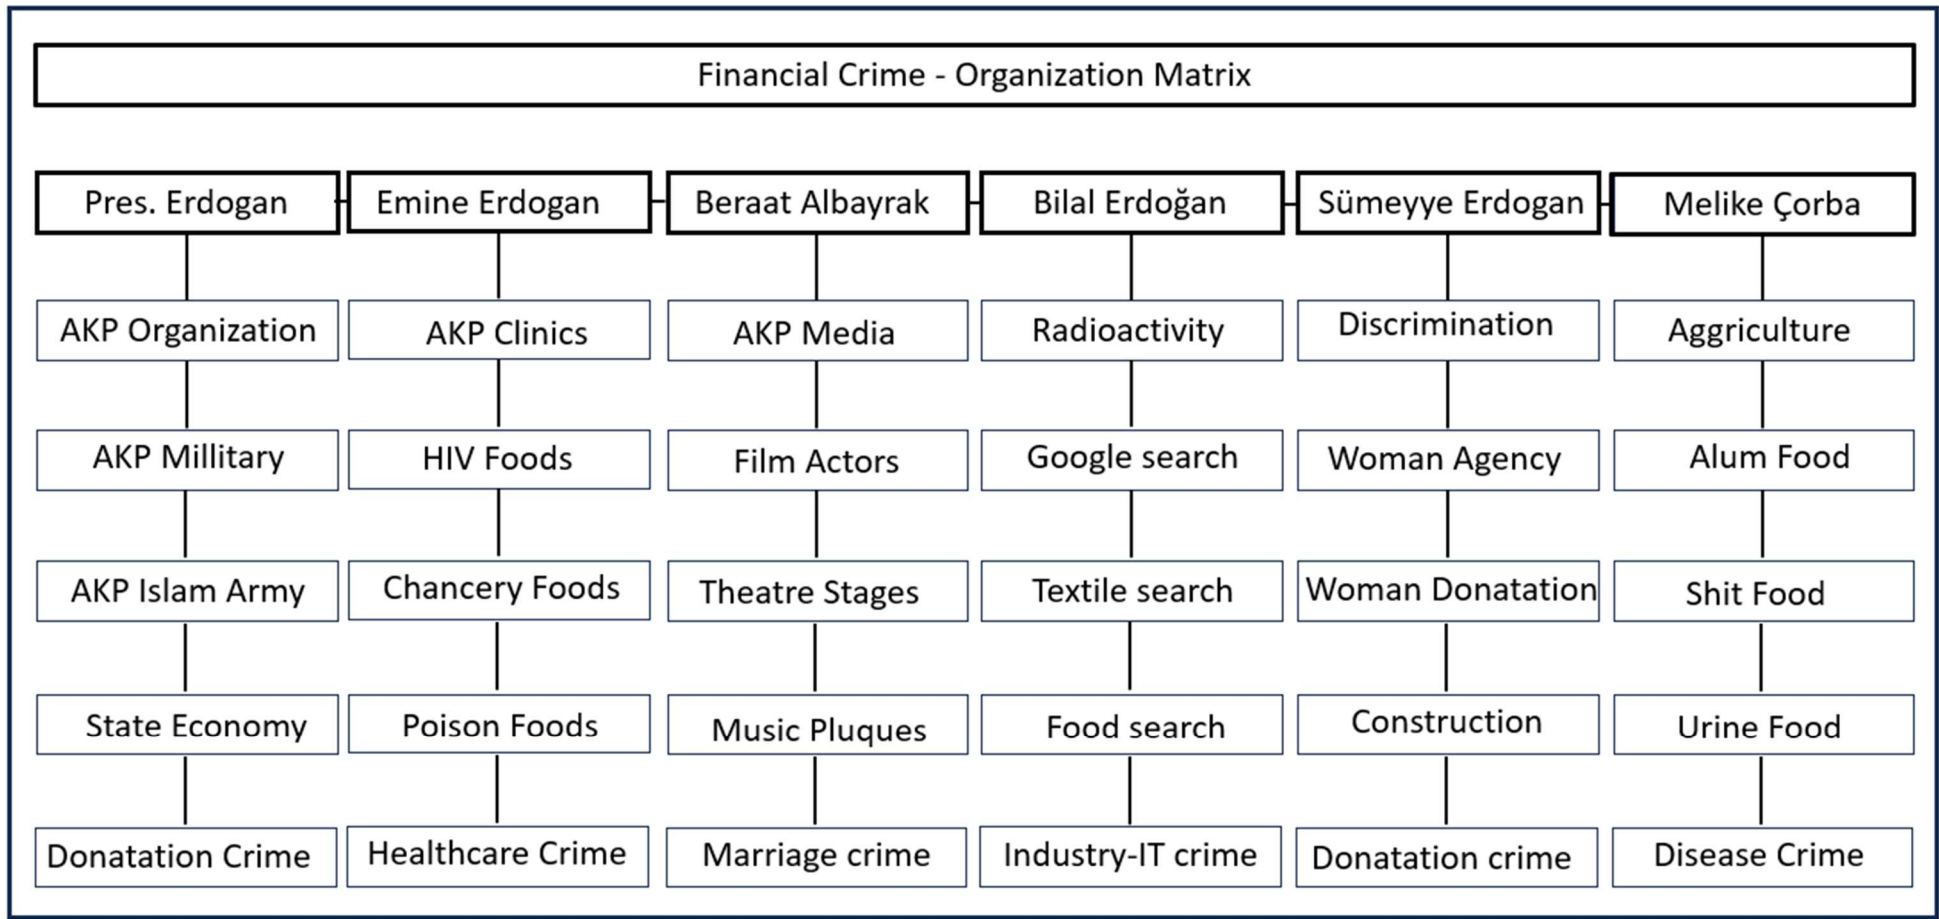 Financial Crime - Organization Matrix
Pres. Erdogan
Emine Erdogan
Beraat Albayrak
Bilal Erdoğan
Sümeyye Erdogan
Melike Çorba
AKP Organization
AKP Clinics
AKP Media
Radioactivity
Discrimination
Aggriculture
AKP Millitary
HIV Foods
Film Actors
Google search
Woman Agency
Alum Food
AKP Islam Army
Chancery Foods
Theatre Stages
Textile search
Woman Donatation
Shit Food
State Economy
Poison Foods
Music Pluques
Food search
Construction
Urine Food
Donatation Crime
Healthcare Crime
Marriage crime
Industry-IT crime
Donatation crime
Disease Crime